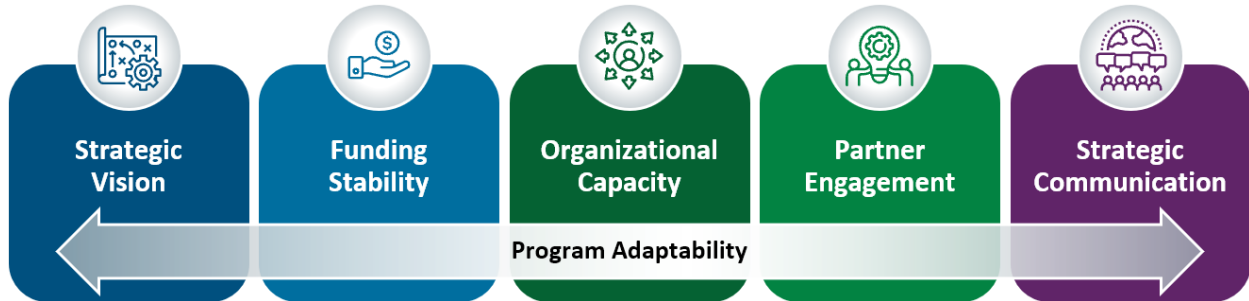 Strategic
Vision
Funding
Stability
Organizational
Capacity
Partner
Engagement
Strategic
Communication
Program Adaptability